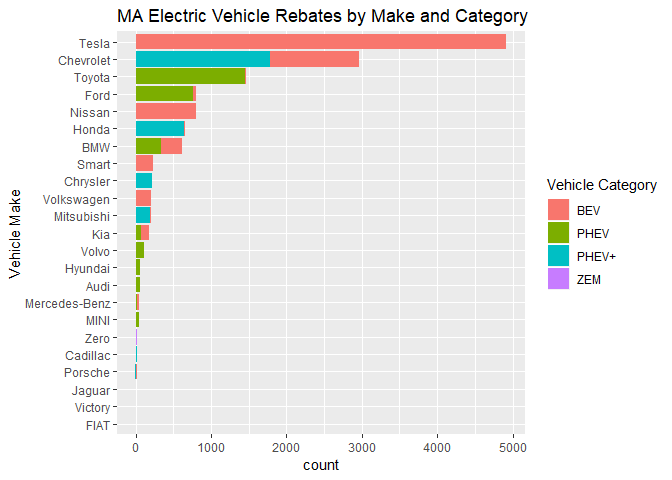 MA Electric Vehicle Rebates by Make and Category
Vehicle Make
Tesla
Chevrolet
Toyota
Ford
Nissan
Honda
BMW
Smart
Chrysler
Volkswagen
Mitsubishi
Kia
Volvo
Hyundai
Audi
Mercedes-Benz
MINI
Zero
Cadillac
Porsche
Jaguar
Victory
FIAT
0 1000 2000 3000 4000 5000
count
Vehicle Category
BEV
PHEV
PHEV+
ZEM